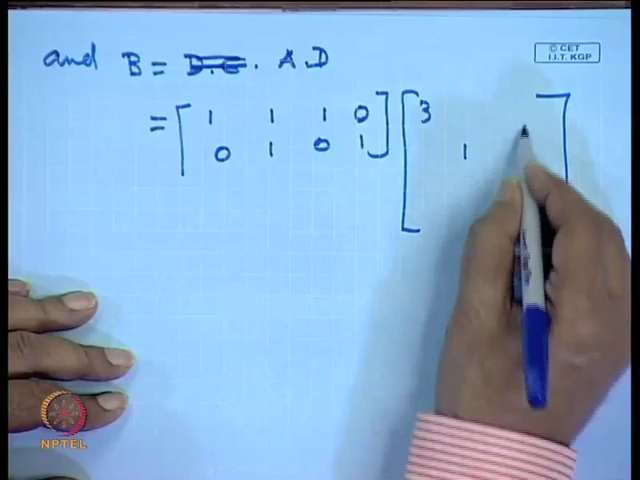 and B = A.D
© CET
I.I.T. KGP
= [ 1 1 1 0 ] [ 3
0 1 0 1 1
NPTEL